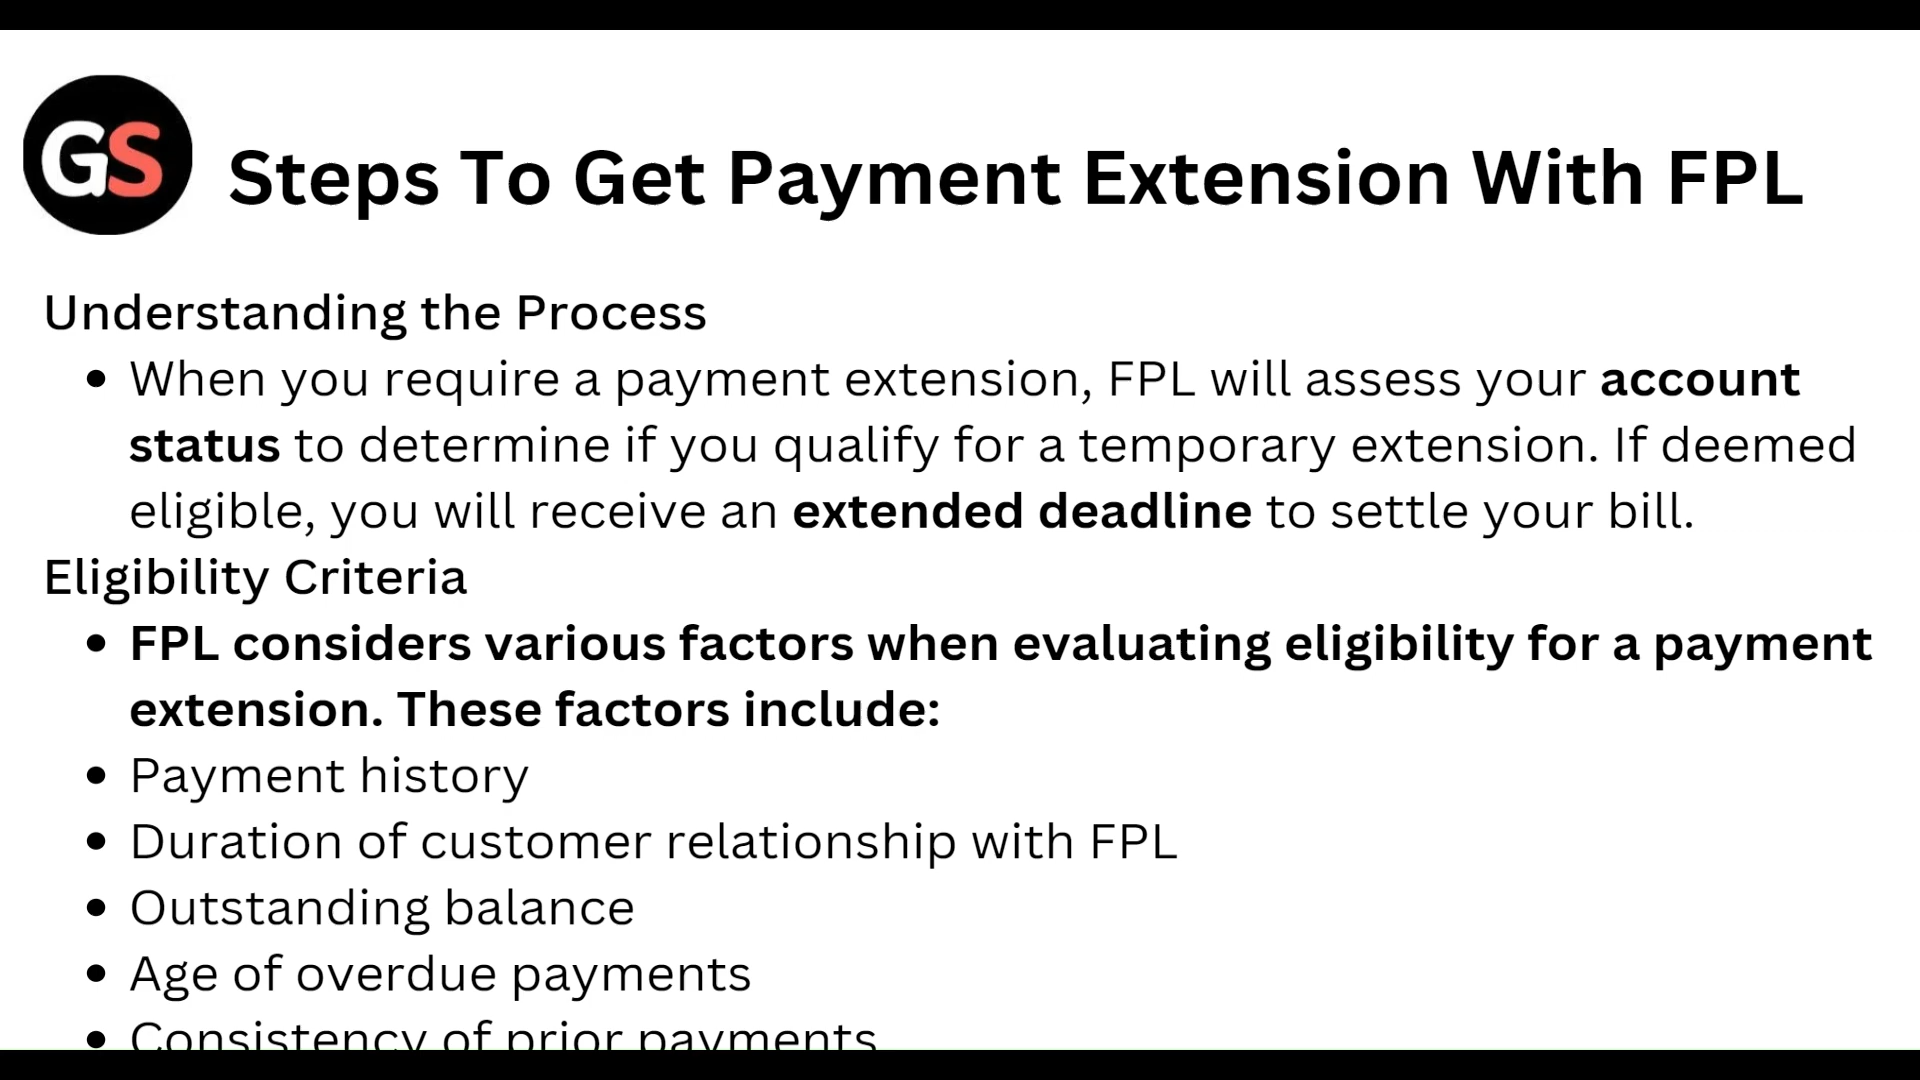 GS
Steps To Get Payment Extension With FPL
Understanding the Process
• When you require a payment extension, FPL will assess your account
status to determine if you qualify for a temporary extension. If deemed
eligible, you will receive an extended deadline to settle your bill.
Eligibility Criteria
• FPL considers various factors when evaluating eligibility for a payment
extension. These factors include:
• Payment history
• Duration of customer relationship with FPL
• Outstanding balance
• Age of overdue payments
• Consistency of prior payments